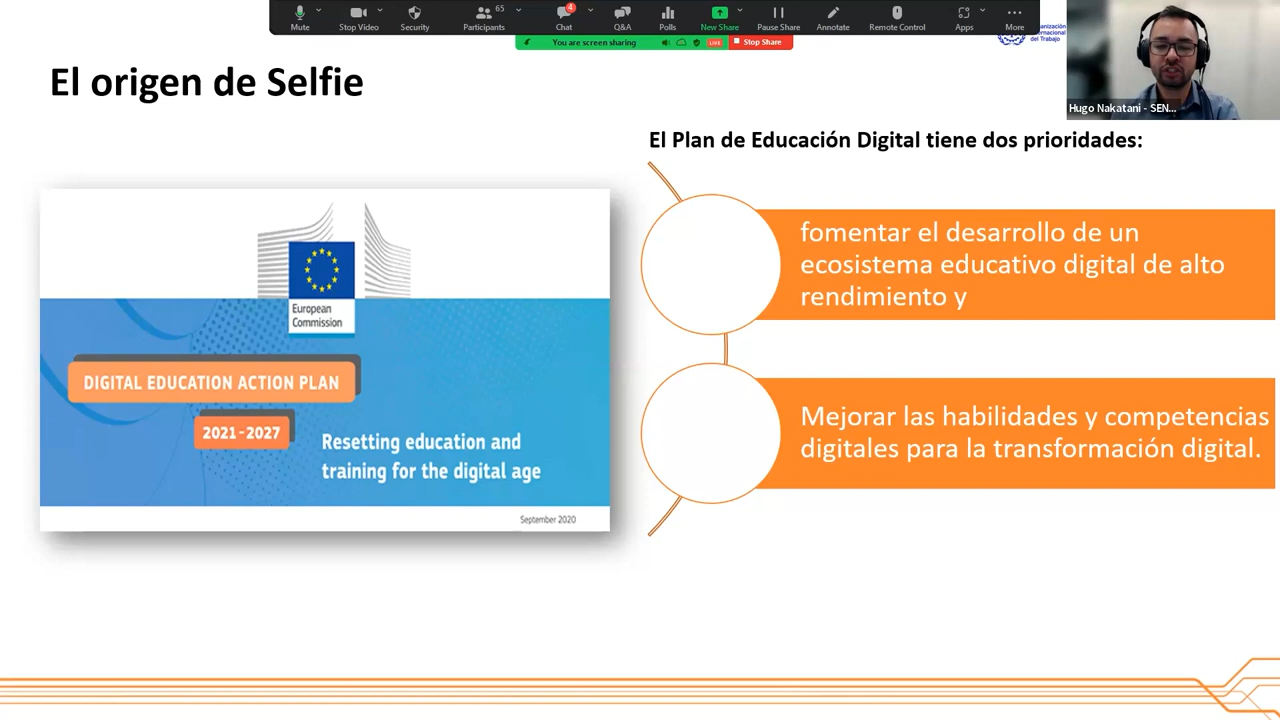 Mute
Stop Video
Security
Participants
65
Chat
4
Q&A
Polls
New Share
Pause Share
Annotate
Remote Control
Apps
More
You are screen sharing
LIVE
Stop Share
del Trabajo
Hugo Nakatani - SEN...
El origen de Selfie
El Plan de Educación Digital tiene dos prioridades:
European
Commission
DIGITAL EDUCATION ACTION PLAN
2021-2027
Resetting education and
training for the digital age
September 2020
fomentar el desarrollo de un
ecosistema educativo digital de alto
rendimiento y
Mejorar las habilidades y competencias
digitales para la transformación digital.